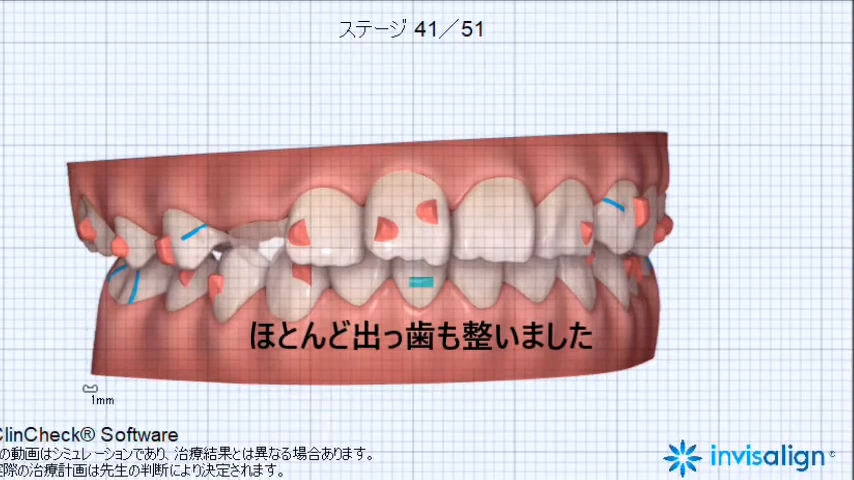 ステージ 41／51
ほとんど出っ歯も整いました
1mm
ClinCheck® Software
の動画はシミュレーションであり、治療結果とは異なる場合あります。
際の治療計画は先生の判断により決定されます。
invisalign